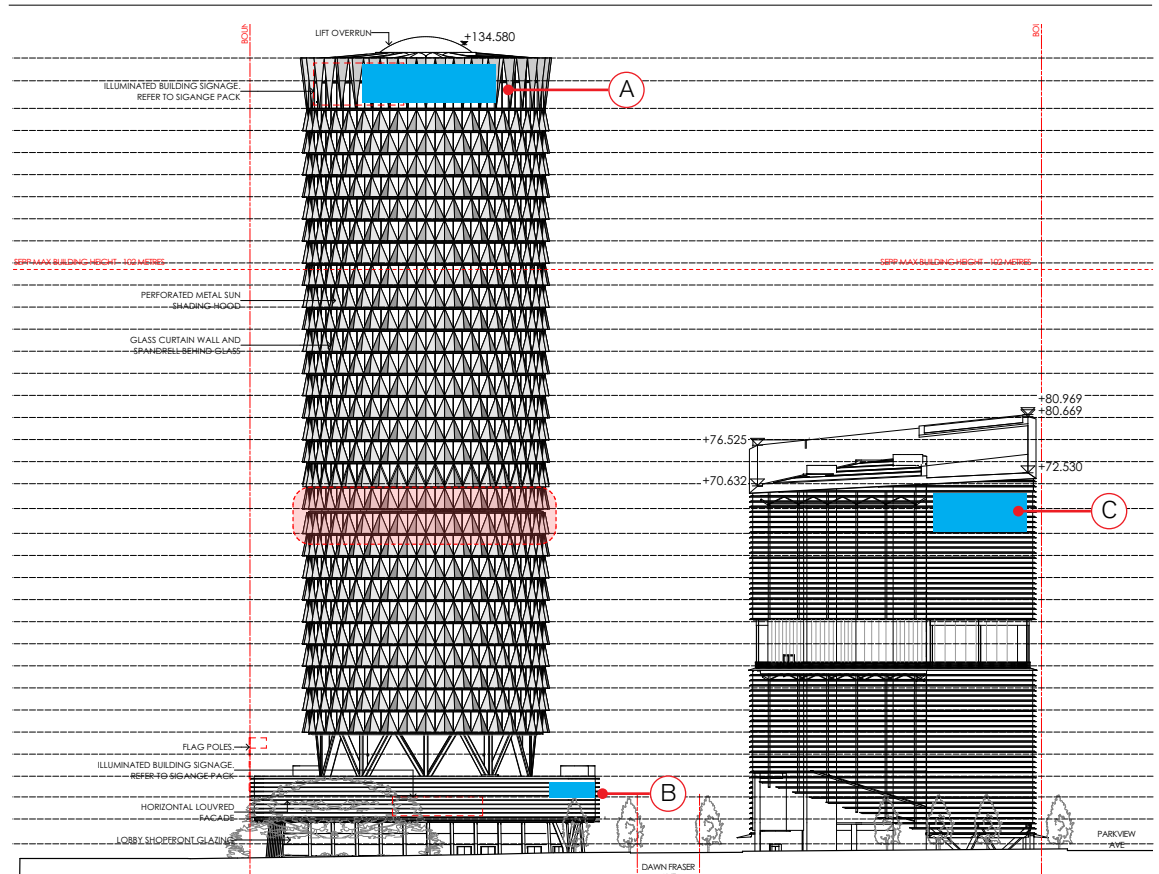 BOUN
BOU
LIFT OVERRUN
+134.580
ILLUMINATED BUILDING SIGNAGE.
REFER TO SIGANGE PACK
A
SEPP MAX BUILDING HEIGHT - 102 METRES
SEPP MAX BUILDING HEIGHT - 102 METRES
PERFORATED METAL SUN
SHADING HOOD
GLASS CURTAIN WALL AND
SPANDRELL BEHIND GLASS
+80.969
+80.669
+76.525
+72.530
+70.632
C
FLAG POLES.
ILLUMINATED BUILDING SIGNAGE.
REFER TO SIGANGE PACK
B
HORIZONTAL LOUVRED
FACADE
LOBBY SHOPFRONT GLAZING
PARKVIEW
AVE
DAWN FRASER